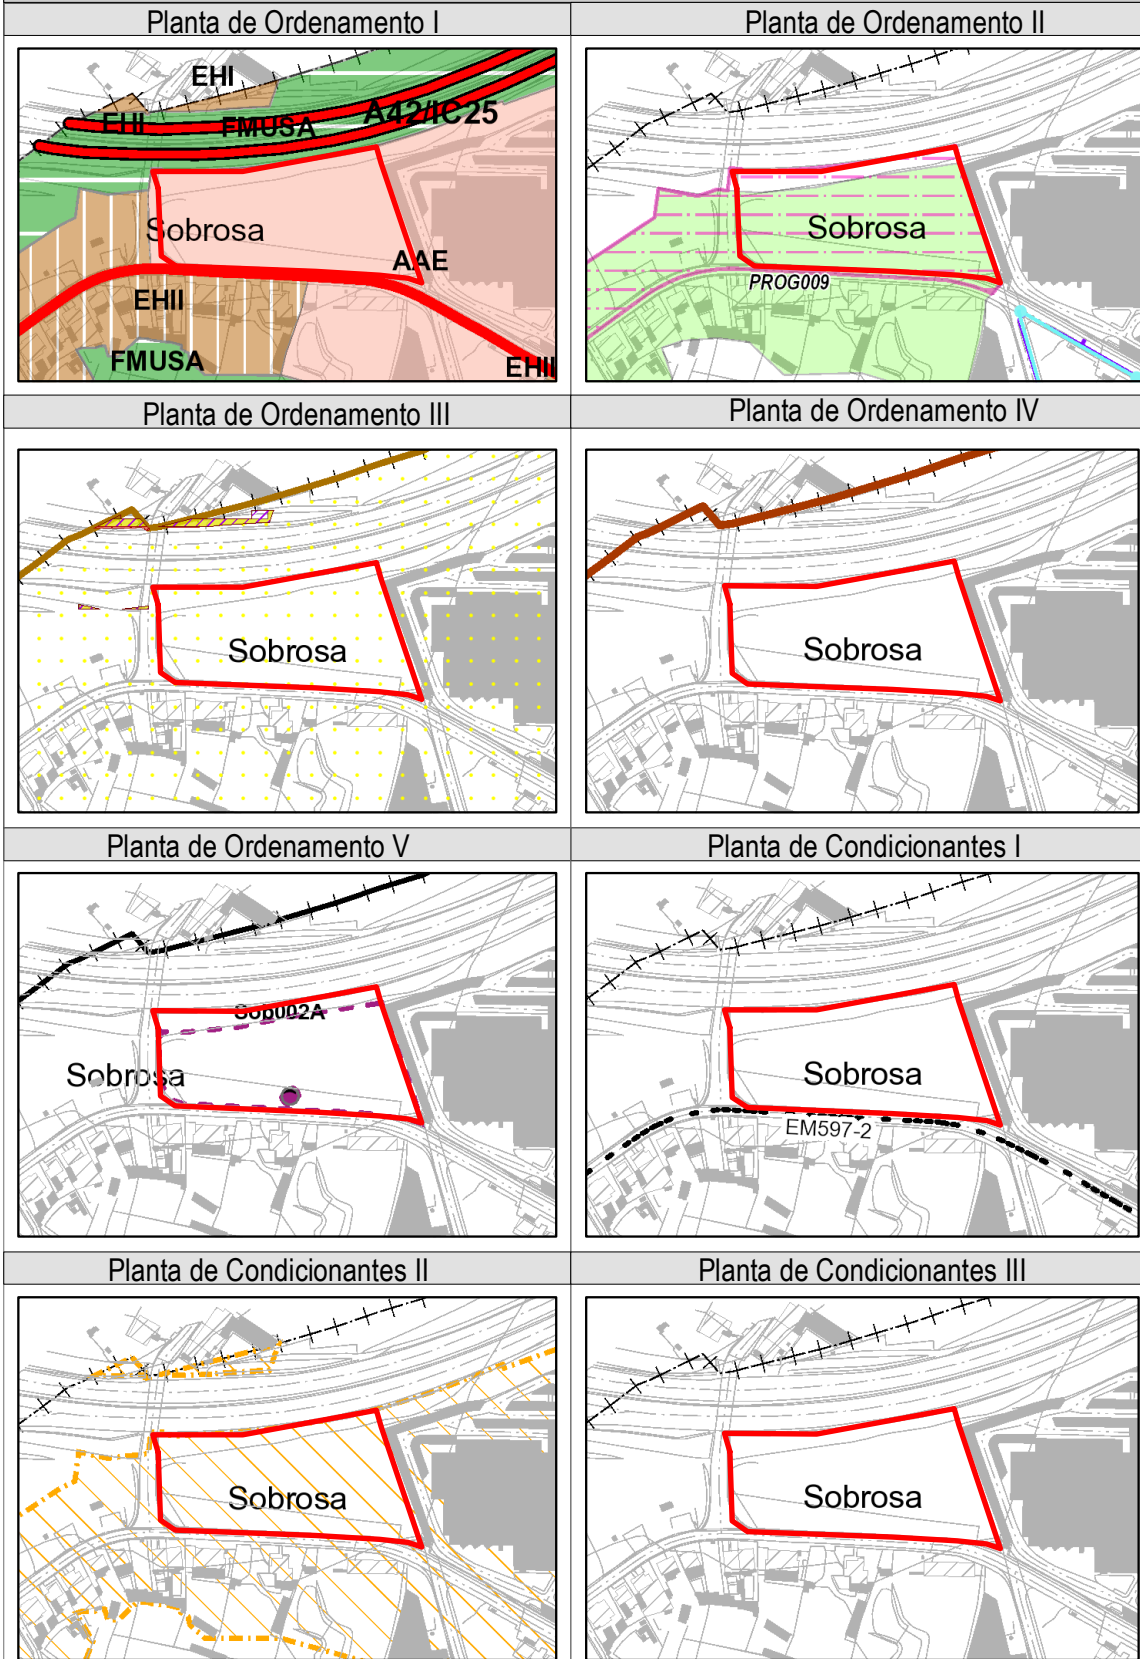 Planta de Ordenamento I
Planta de Ordenamento II
EHI
A42/IC25
EHI
FMUSA
Sobrosa
AAE
EHII
FMUSA
EHII
Sobrosa
PROG009
Planta de Ordenamento III
Planta de Ordenamento IV
Sobrosa
Sobrosa
Planta de Ordenamento V
Planta de Condicionantes I
Sop002A
Sobrosa
Sobrosa
EM597-2
Planta de Condicionantes II
Planta de Condicionantes III
Sobrosa
Sobrosa